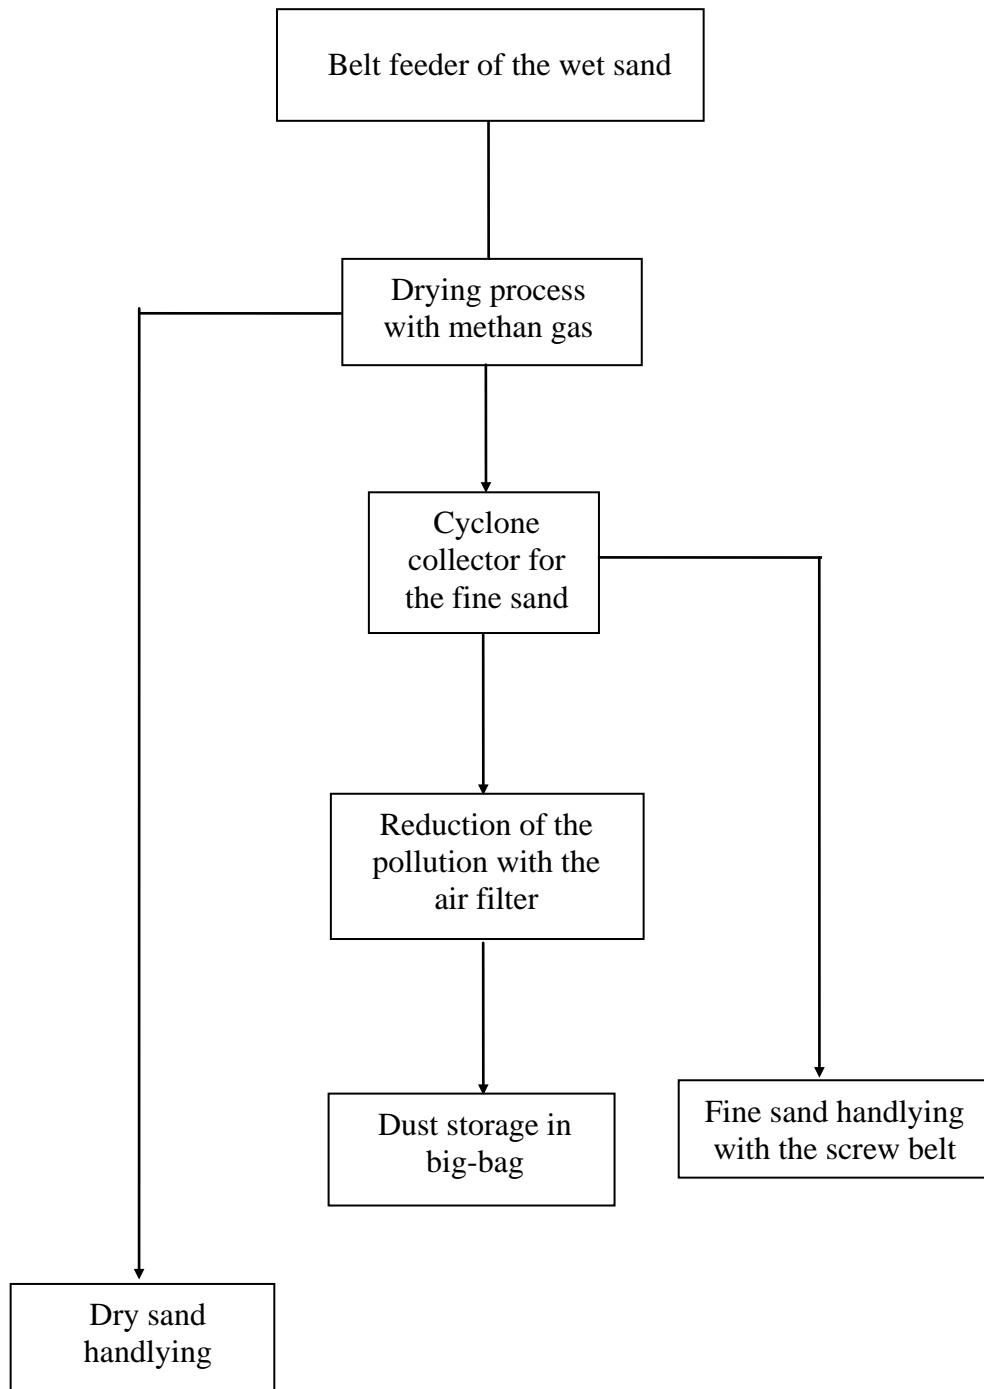 Belt feeder of the wet sand
Drying process
with methan gas
Cyclone
collector for
the fine sand
Reduction of the
pollution with the
air filter
Dust storage in
big-bag
Fine sand handlying
with the screw belt
Dry sand
handlying